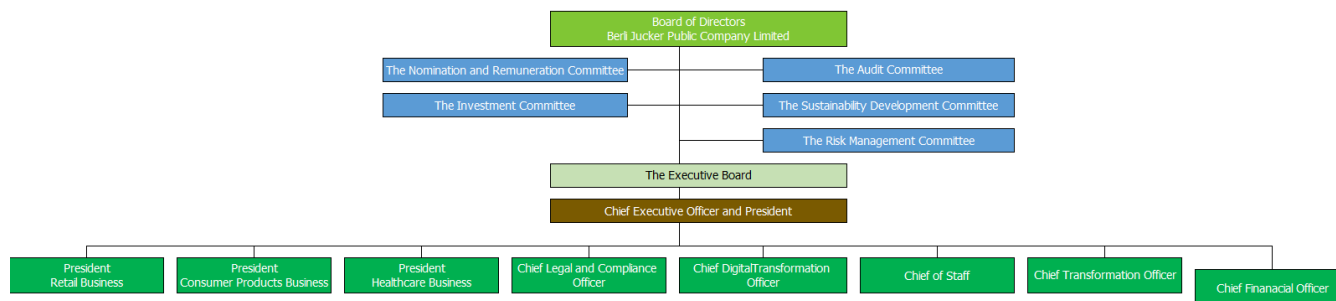 Board of Directors
Berli Jucker Public Company Limited
The Nomination and Remuneration Committee
The Audit Committee
The Investment Committee
The Sustainability Development Committee
The Risk Management Committee
The Executive Board
Chief Executive Officer and President
President
Retail Business
President
Consumer Products Business
President
Healthcare Business
Chief Legal and Compliance
Officer
Chief DigitalTransformation
Officer
Chief of Staff
Chief Transformation Officer
Chief Finanacial Officer